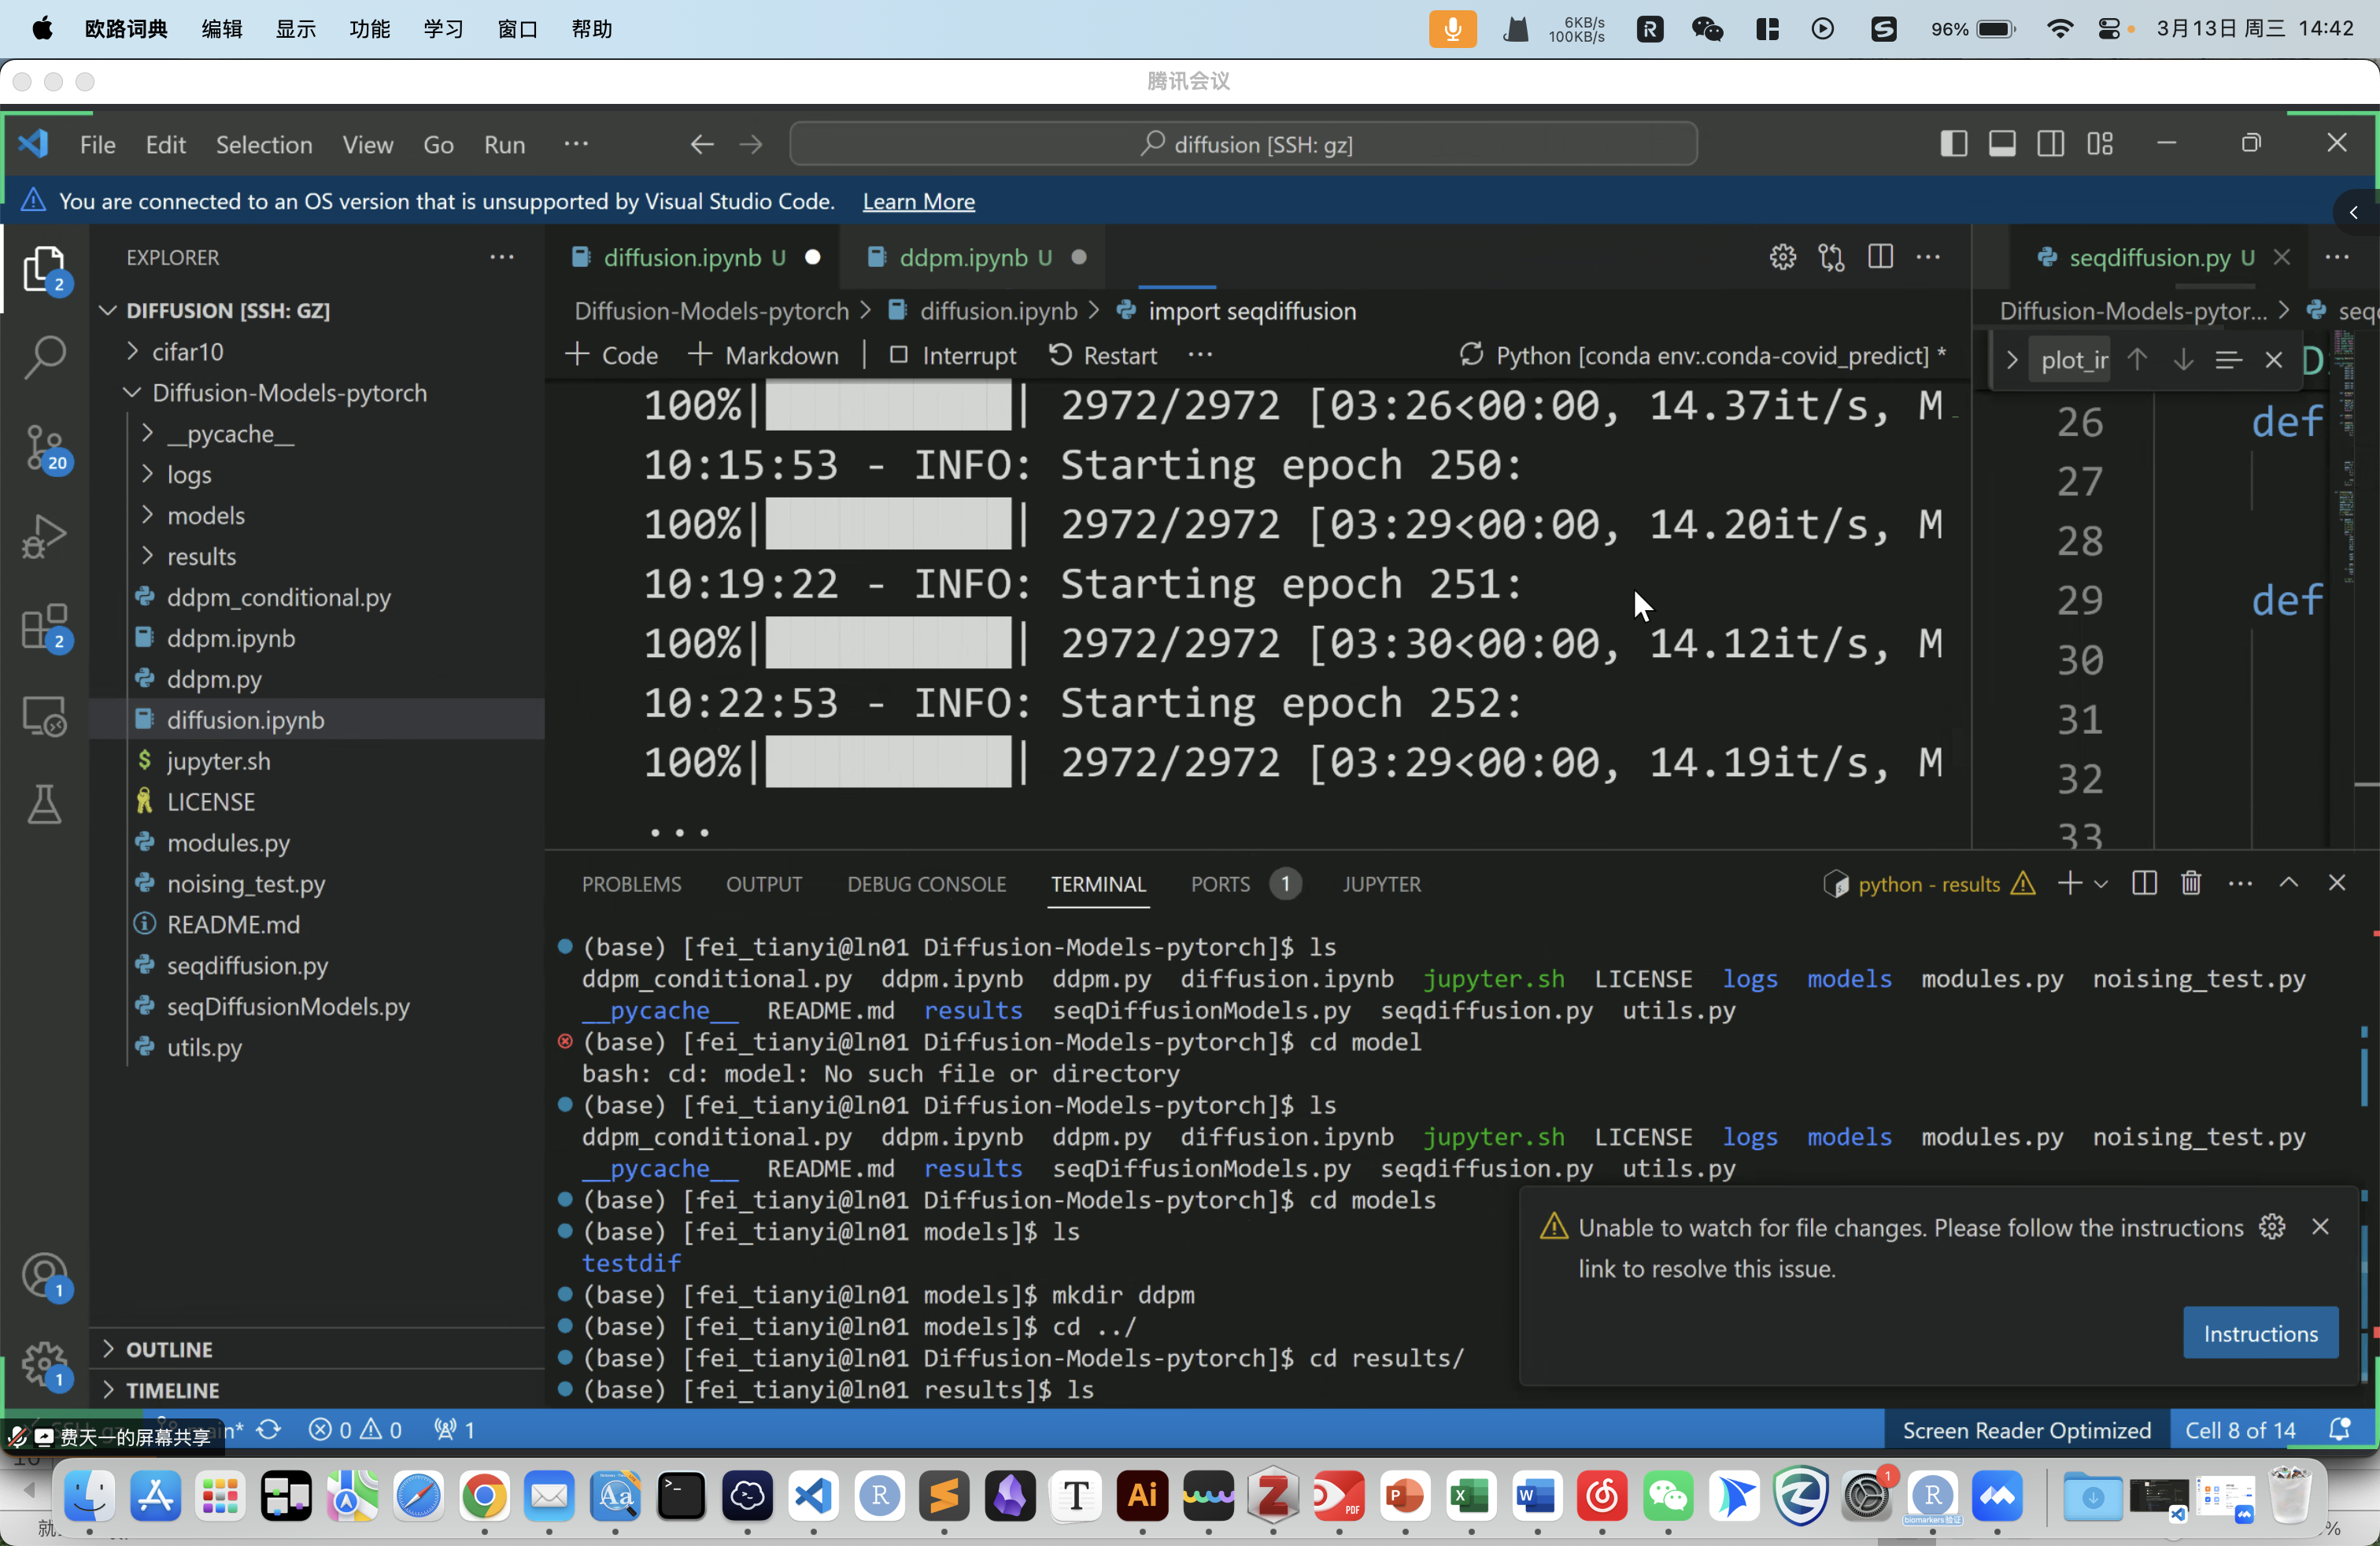 欧路词典 编辑 显示 功能 学习 窗口 帮助 6KB/s 100KB/s 96% 3月13日 周三 14:42
腾讯会议
File Edit Selection View Go Run ··· diffusion [SSH: gz]
You are connected to an OS version that is unsupported by Visual Studio Code. Learn More
EXPLORER ···
DIFFUSION [SSH: GZ]
cifar10
Diffusion-Models-pytorch
__pycache__
logs
models
results
ddpm_conditional.py
ddpm.ipynb
ddpm.py
diffusion.ipynb
jupyter.sh
LICENSE
modules.py
noising_test.py
README.md
seqdiffusion.py
seqDiffusionModels.py
utils.py
OUTLINE
TIMELINE
2
20
2
1
1
diffusion.ipynb U ddpm.ipynb U
Diffusion-Models-pytorch > diffusion.ipynb > import seqdiffusion
+ Code + Markdown | Interrupt Restart ··· Python [conda env:.conda-covid_predict] *
100%| | 2972/2972 [03:26<00:00, 14.37it/s, M
10:15:53 - INFO: Starting epoch 250:
100%| | 2972/2972 [03:29<00:00, 14.20it/s, M
10:19:22 - INFO: Starting epoch 251:
100%| | 2972/2972 [03:30<00:00, 14.12it/s, M
10:22:53 - INFO: Starting epoch 252:
100%| | 2972/2972 [03:29<00:00, 14.19it/s, M
...
seqdiffusion.py U
Diffusion-Models-pytor... > seq
plot_ir
26 def
27
28
29 def
30
31
32
33
PROBLEMS OUTPUT DEBUG CONSOLE TERMINAL PORTS 1 JUPYTER python - results
(base) [fei_tianyi@ln01 Diffusion-Models-pytorch]$ ls
ddpm_conditional.py ddpm.ipynb ddpm.py diffusion.ipynb jupyter.sh LICENSE logs models modules.py noising_test.py
__pycache__ README.md results seqDiffusionModels.py seqdiffusion.py utils.py
(base) [fei_tianyi@ln01 Diffusion-Models-pytorch]$ cd model
bash: cd: model: No such file or directory
(base) [fei_tianyi@ln01 Diffusion-Models-pytorch]$ ls
ddpm_conditional.py ddpm.ipynb ddpm.py diffusion.ipynb jupyter.sh LICENSE logs models modules.py noising_test.py
__pycache__ README.md results seqDiffusionModels.py seqdiffusion.py utils.py
(base) [fei_tianyi@ln01 Diffusion-Models-pytorch]$ cd models
(base) [fei_tianyi@ln01 models]$ ls
testdif
(base) [fei_tianyi@ln01 models]$ mkdir ddpm
(base) [fei_tianyi@ln01 models]$ cd ../
(base) [fei_tianyi@ln01 Diffusion-Models-pytorch]$ cd results/
(base) [fei_tianyi@ln01 results]$ ls
Unable to watch for file changes. Please follow the instructions
link to resolve this issue.
Instructions
费天一的屏幕共享 0 0 1 Screen Reader Optimized Cell 8 of 14